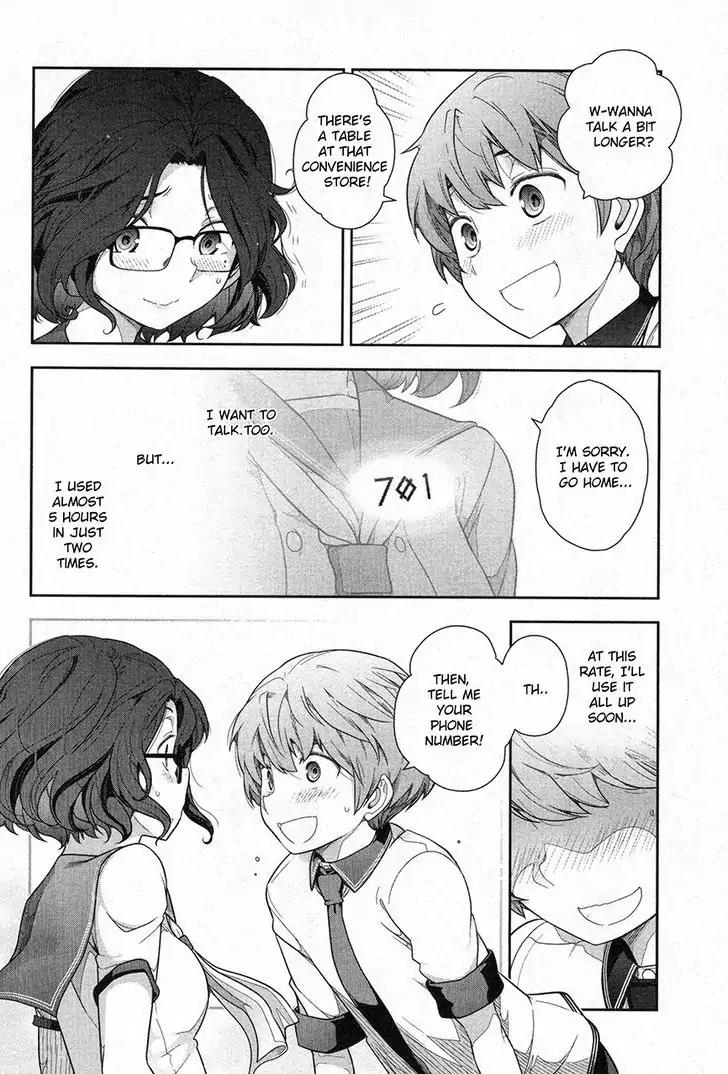 W-WANNA
TALK A BIT
LONGER?
THERE'S
A TABLE
AT THAT
CONVENIENCE
STORE!
I'M SORRY.
I HAVE TO
GO HOME...
701
I WANT TO
TALK TOO.
BUT...
I USED
ALMOST
5 HOURS
IN JUST
TWO
TIMES.
AT THIS
RATE, I'LL
USE IT
ALL UP
SOON...
TH..
THEN,
TELL ME
YOUR
PHONE
NUMBER!